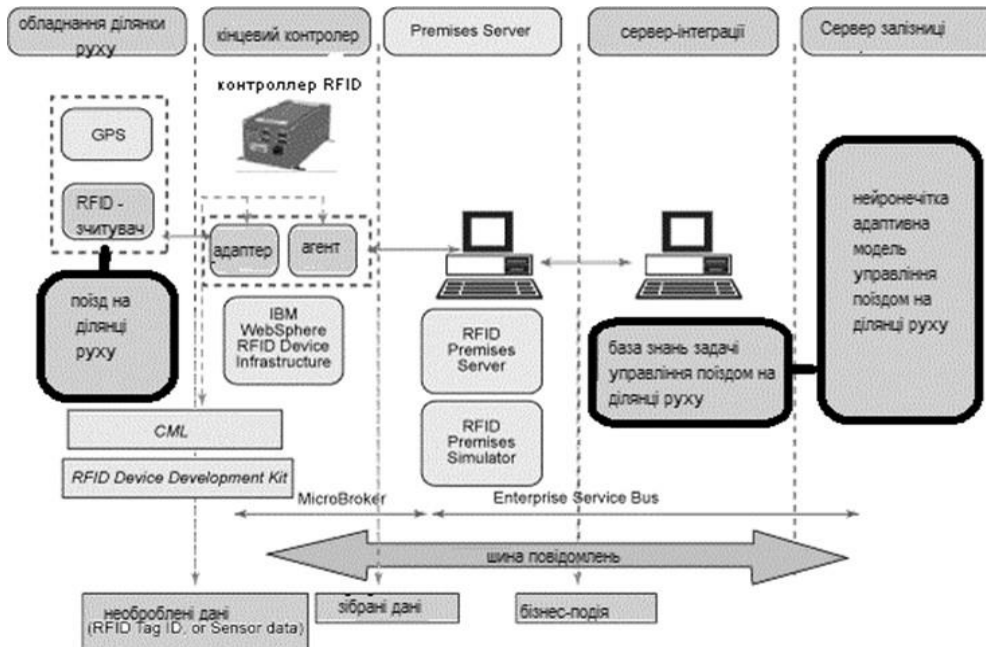 обладнання ділянки
руху
кінцевий контролер
Premises Server
сервер-інтеграції
Сервер залізниці
контроллер RFID
GPS
RFID -
зчитувач
адаптер
агент
поїзд на
ділянці
руху
IBM
WebSphere
RFID Device
Infrastructure
RFID
Premises
Server
RFID
Premises
Simulator
база знань задачі
управління поїздом на
ділянці руху
нейронечітка
адаптивна
модель
управління
поїздом на
ділянці руху
CML
RFID Device Development Kit
MicroBroker
Enterprise Service Bus
шина повідомлень
необроблені дані
(RFID Tag ID, or Sensor data)
зібрані дані
бізнес-подія